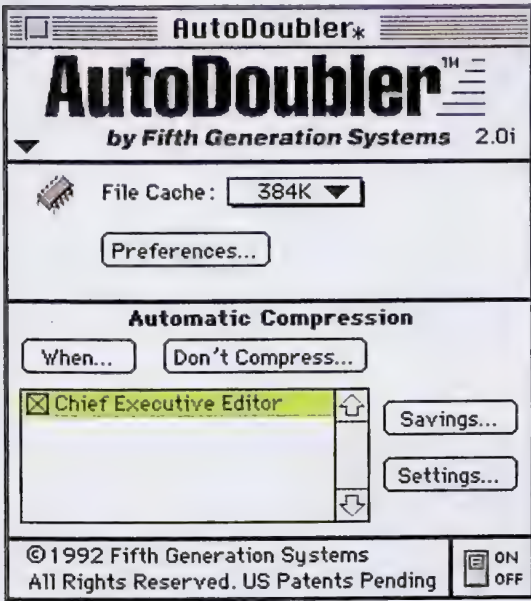 AutoDoubler*
AutoDoubler™
by Fifth Generation Systems 2.0i
File Cache: 384K
Preferences...
Automatic Compression
When... Don't Compress...
Chief Executive Editor
Savings...
Settings...
©1992 Fifth Generation Systems
All Rights Reserved. US Patents Pending
ON
OFF